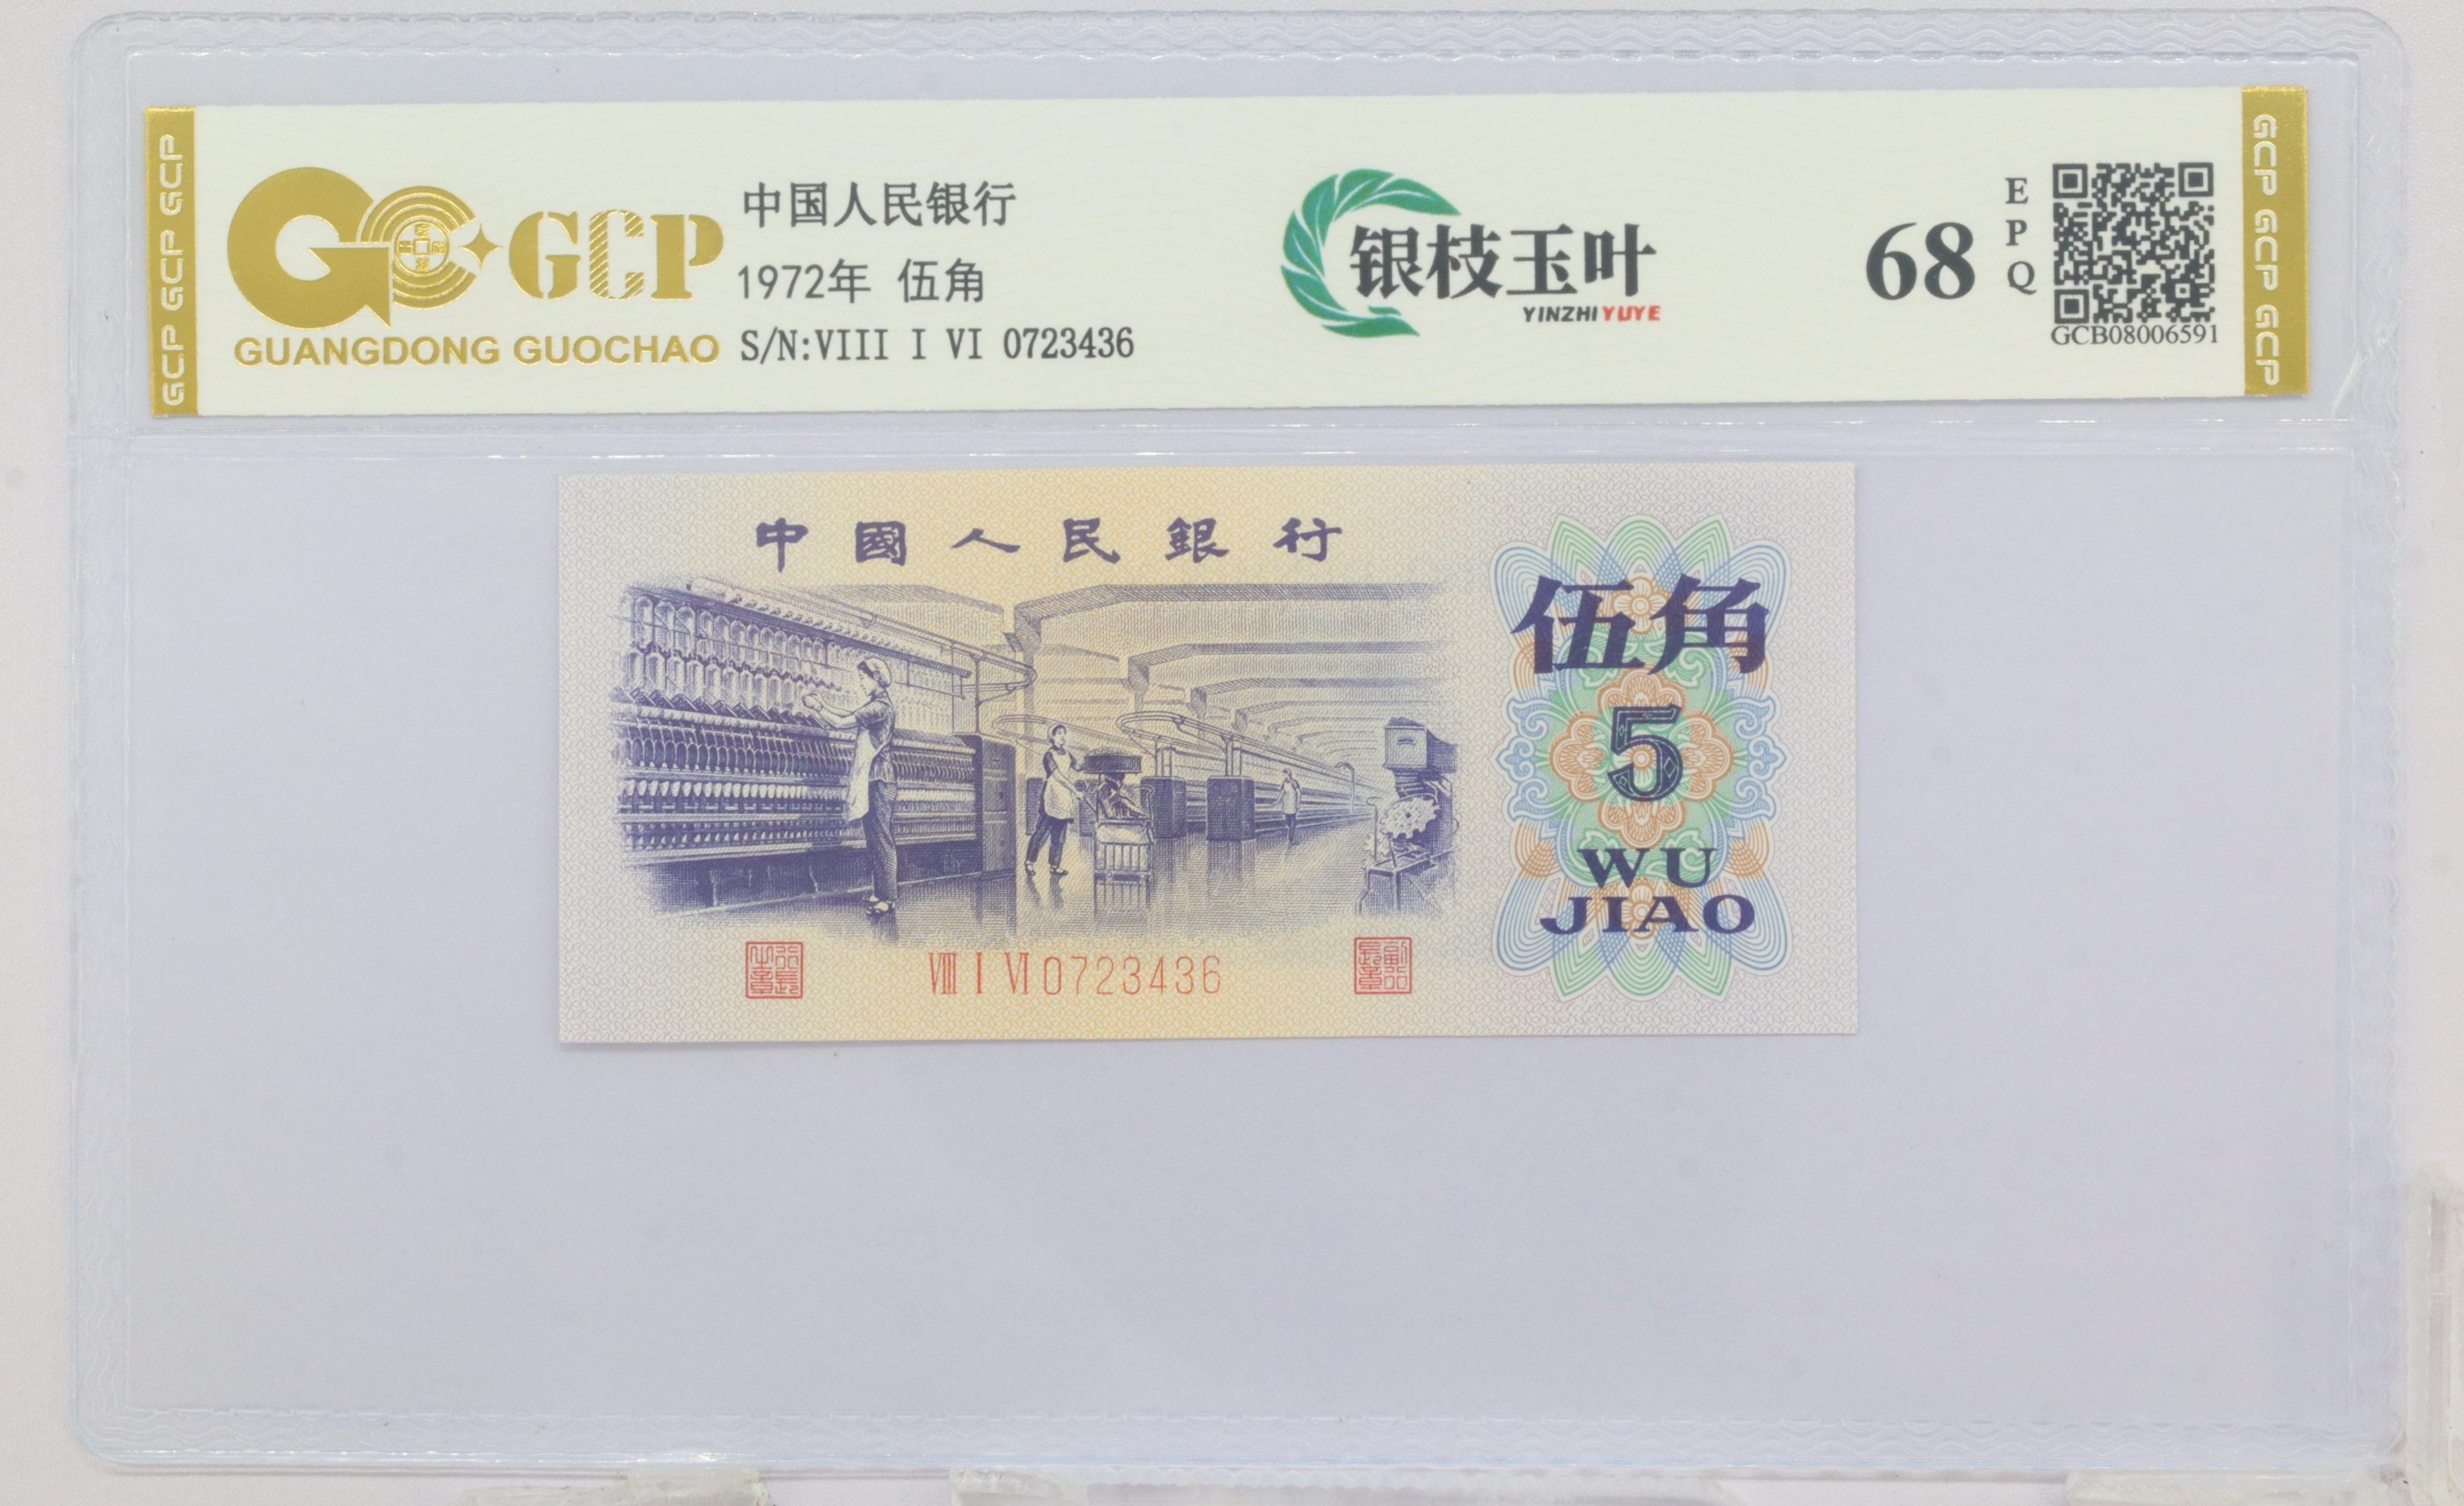 GCP GCP GCP
GCP
GUANGDONG GUOCHAO
中国人民银行
1972年 伍角
S/N:VIII I VI 0723436
银枝玉叶
YINZHIYUYE
68
EPQ
GCB08006591
GCP GCP GCP
中國人民銀行
伍角
5
WU
JIAO
VIII I VI 0723436